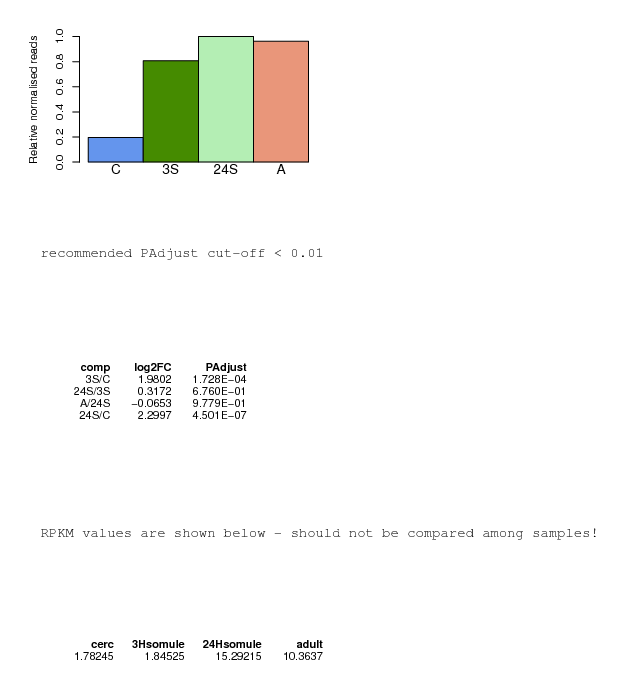 Relative normalised reads
1.0
0.8
0.6
0.4
0.2
0.0
C 3S 24S A
recommended PAdjust cut-off < 0.01
comp log2FC PAdjust
3S/C 1.9802 1.728E-04
24S/3S 0.3172 6.760E-01
A/24S -0.0653 9.779E-01
24S/C 2.2997 4.501E-07
RPKM values are shown below - should not be compared among samples!
cerc 3Hsomule 24Hsomule adult
1.78245 1.84525 15.29215 10.3637